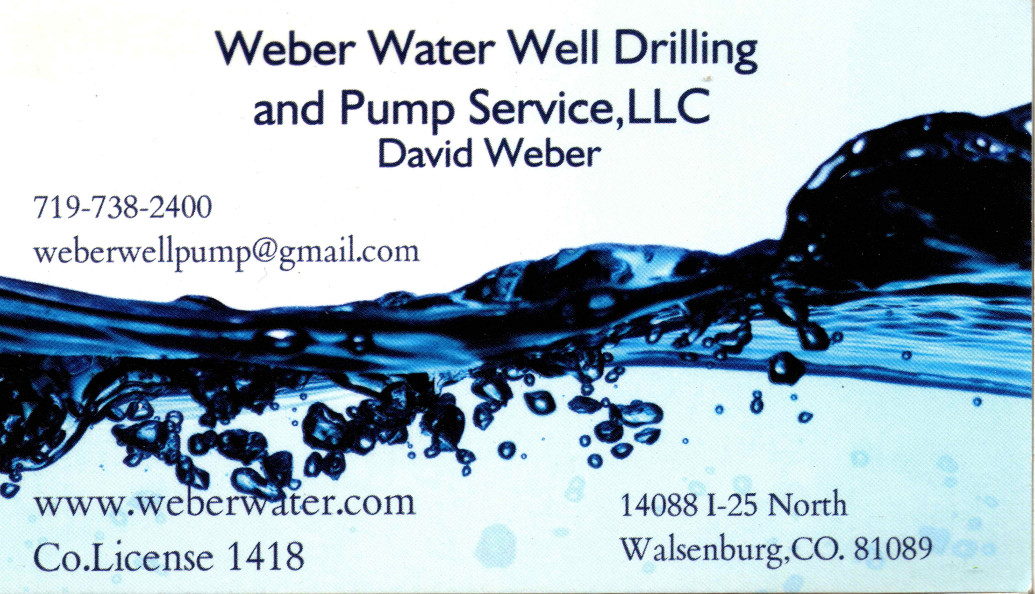 Weber Water Well Drilling
and Pump Service,LLC
David Weber
719-738-2400
weberwellpump@gmail.com
www.weberwater.com
Co.License 1418
14088 I-25 North
Walsenburg,CO. 81089